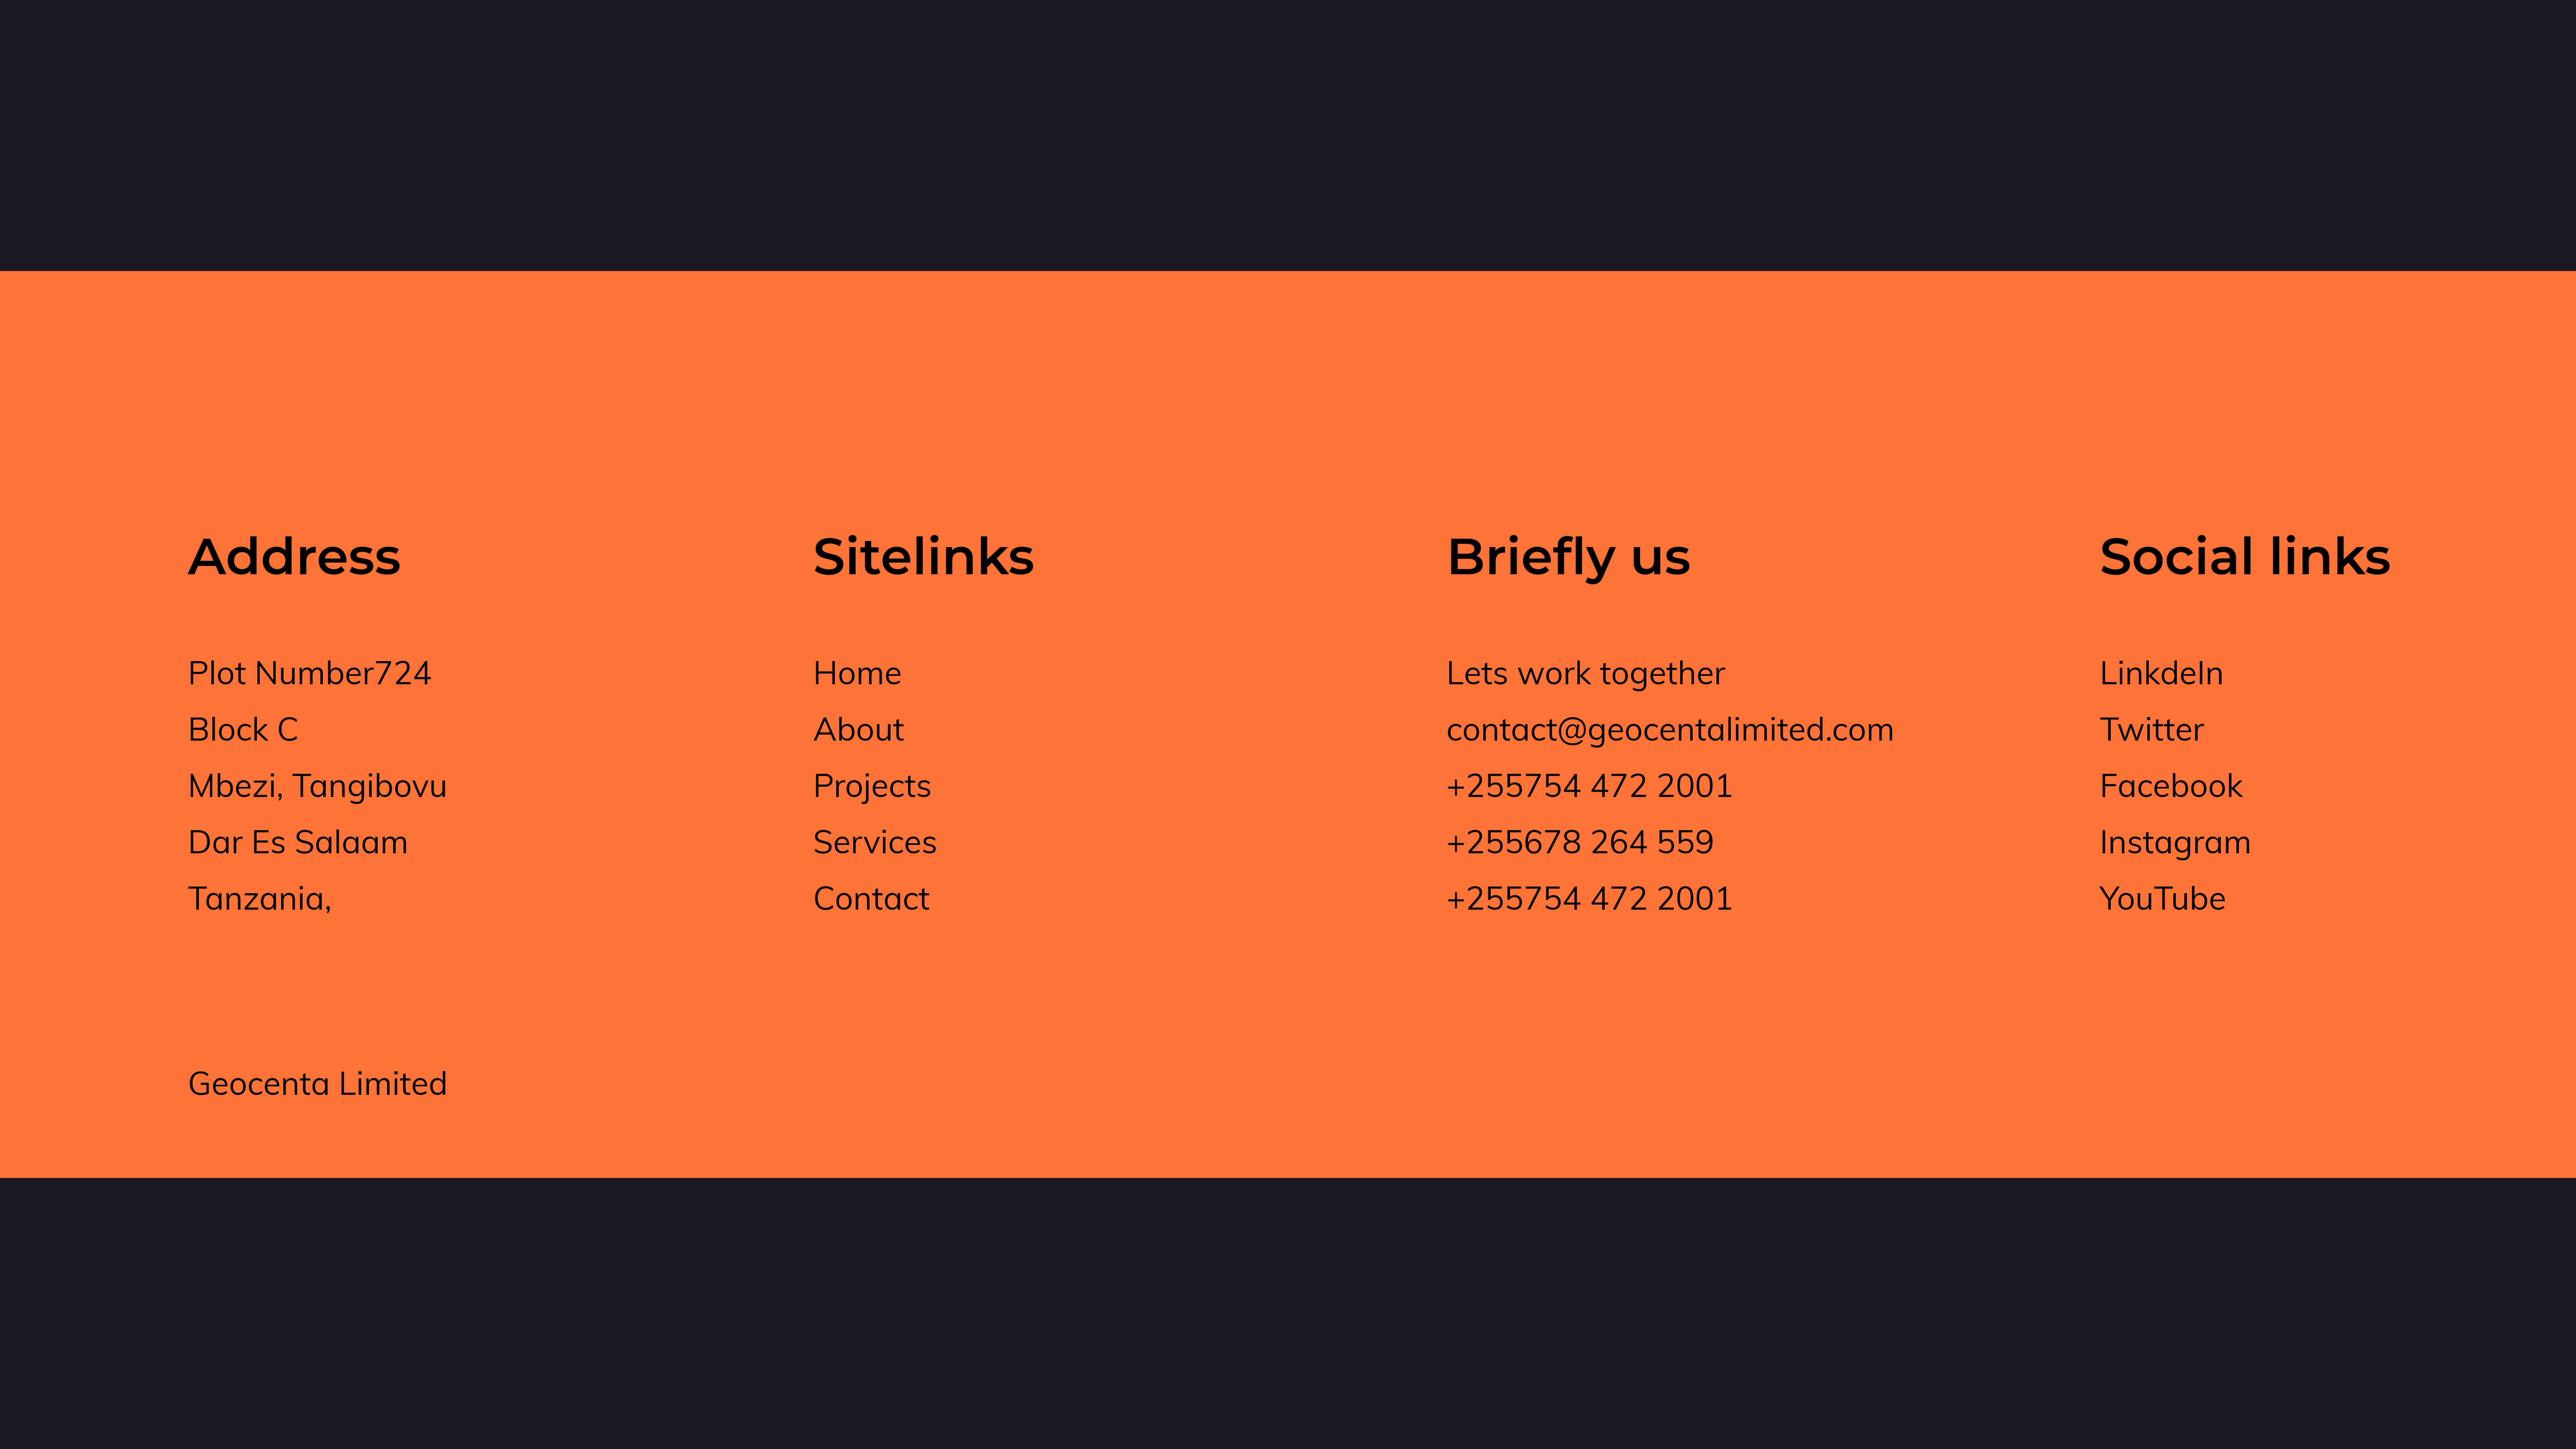 Address
Plot Number724
Block C
Mbezi, Tangibovu
Dar Es Salaam
Tanzania,
Geocenta Limited
Sitelinks
Home
About
Projects
Services
Contact
Briefly us
Lets work together
contact@geocentalimited.com
+255754 472 2001
+255678 264 559
+255754 472 2001
Social links
LinkdeIn
Twitter
Facebook
Instagram
YouTube